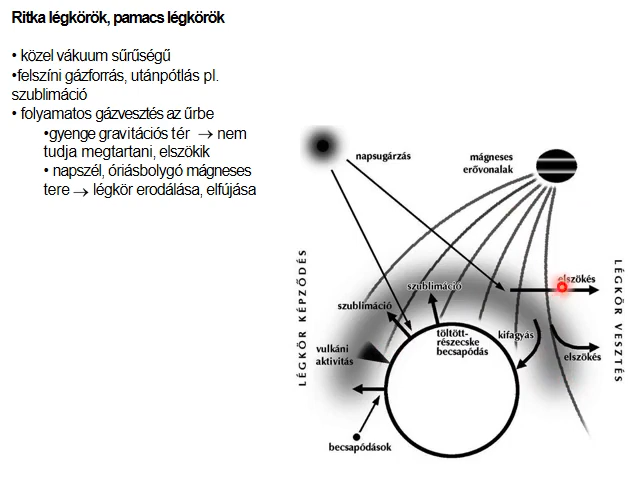 Ritka légkörök, pamacs légkörök
• közel vákuum sűrűségű
•felszíni gázforrás, utánpótlás pl.
szublimáció
• folyamatos gázvesztés az űrbe
•gyenge gravitációs tér → nem
tudja megtartani, elszökik
• napszél, óriásbolygó mágneses
tere → légkör erodálása, elfújása
napsugárzás
mágneses
erővonalak
LÉGKÖR KÉPZŐDÉS
LÉGKÖR VESZTÉS
elszökés
szublimáció
szublimáció
töltött-
részecske
becsapódás
kifagyás
vulkáni
aktivitás
elszökés
becsapódások